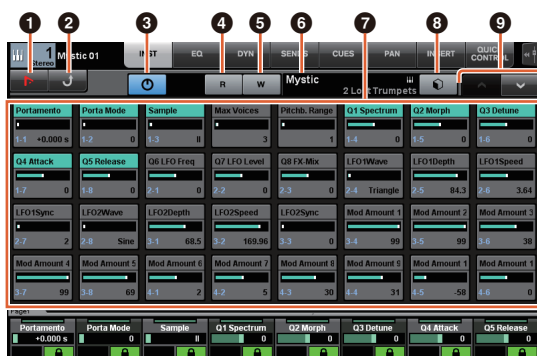 1 2 3 4 5 6 7 8 9
1 Stereo Mystic 01 INST EQ DYN SENDS CUES PAN INSERT QUICK CONTROL
R W Mystic
2 Lost Trumpets
Portamento Porta Mode Sample Max Voices Pitchb. Range Q1 Spectrum Q2 Morph Q3 Detune
1-1 +0.000 s 1-2 0 1-3 II 3 1 1-4 0 1-5 0 1-6 0
Q4 Attack Q5 Release Q6 LFO Freq Q7 LFO Level Q8 FX-Mix LFO1Wave LFO1Depth LFO1Speed
1-7 0 1-8 0 2-1 0 2-2 0 2-3 0 2-4 Triangle 2-5 84.3 2-6 3.64
LFO1Sync LFO2Wave LFO2Depth LFO2Speed LFO2Sync Mod Amount 1 Mod Amount 2 Mod Amount 3
2-7 2 2-8 Sine 3-1 68.5 3-2 169.96 3-3 0 3-4 99 3-5 99 3-6 38
Mod Amount 4 Mod Amount 5 Mod Amount 6 Mod Amount 7 Mod Amount 8 Mod Amount 9 Mod Amount 1 Mod Amount 1
3-7 99 3-8 69 4-1 2 4-2 5 4-3 30 4-4 31 4-5 -58 4-6 0
Page1
Portamento Porta Mode Sample Q1 Spectrum Q2 Morph Q3 Detune Q4 Attack Q5 Release
+0.000 s 0 II 0 0 0 0 0